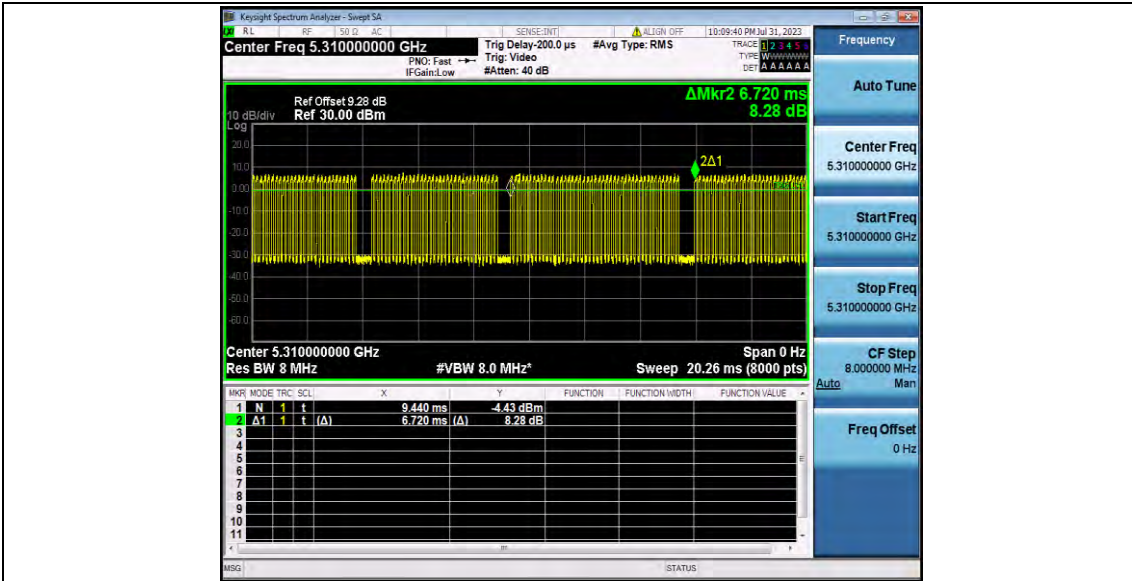 Keysight Spectrum Analyzer - Swept SA
RL RF 50 Ω AC SENSE:INT ALIGN OFF 10:09:40 PM Jul 31, 2023
Center Freq 5.310000000 GHz
PNO: Fast
IFGain:Low
Trig Delay-200.0 µs
Trig: Video
#Atten: 40 dB
#Avg Type: RMS
TRACE 1 2 3 4 5 6
TYPE W
DET A A A A A A
ΔMkr2 6.720 ms
8.28 dB
Ref Offset 9.28 dB
Ref 30.00 dBm
10 dB/div
Log
20.0
10.0
0.00
-10.0
-20.0
-30.0
-40.0
-50.0
-60.0
2Δ1
Center 5.310000000 GHz
Res BW 8 MHz
#VBW 8.0 MHz*
Span 0 Hz
Sweep 20.26 ms (8000 pts)
MKR MODE TRC SCL X Y FUNCTION FUNCTION WIDTH FUNCTION VALUE
1 N 1 t 9.440 ms -4.43 dBm
2 Δ1 1 t (Δ) 6.720 ms (Δ) 8.28 dB
3
4
5
6
7
8
9
10
11
MSG
STATUS
Frequency
Auto Tune
Center Freq
5.310000000 GHz
Start Freq
5.310000000 GHz
Stop Freq
5.310000000 GHz
CF Step
8.000000 MHz
Auto Man
Freq Offset
0 Hz